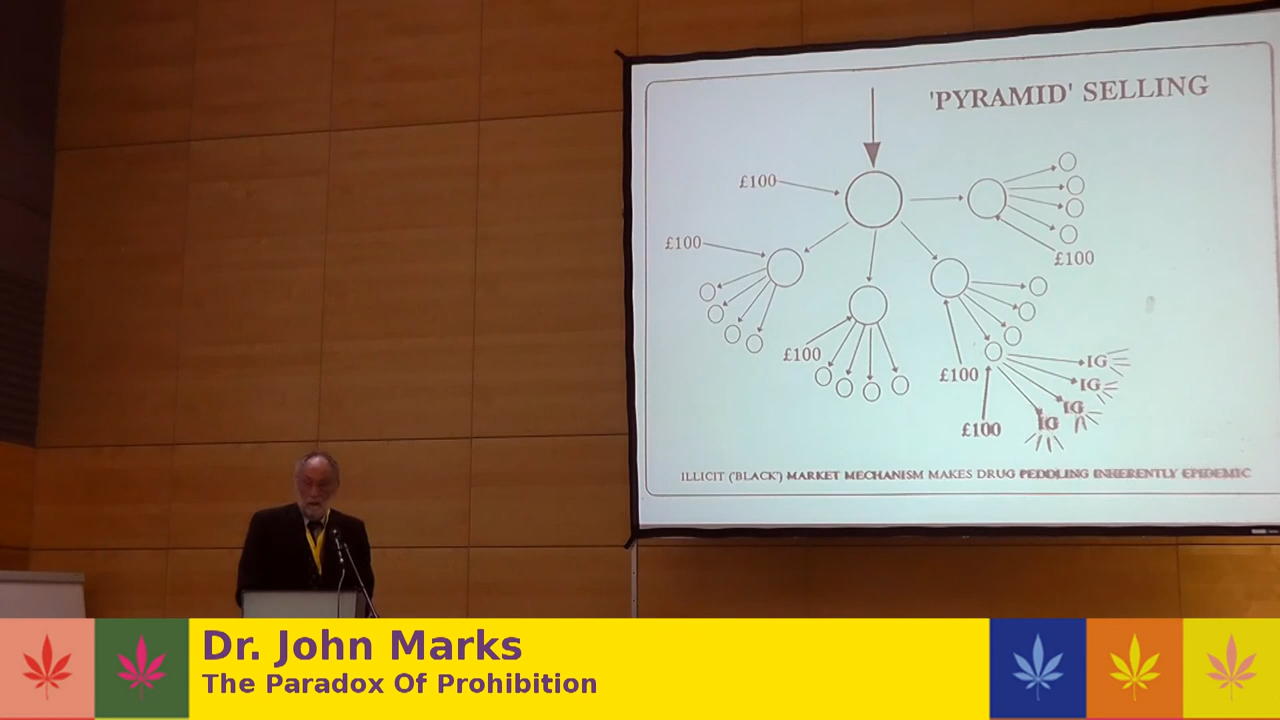 'PYRAMID' SELLING
£100
£100
£100
£100
£100
£100
IG
IG
IG
IG
ILLICIT ('BLACK') MARKET MECHANISM MAKES DRUG PEDDLING INHERENTLY EPIDEMIC
Dr. John Marks
The Paradox Of Prohibition